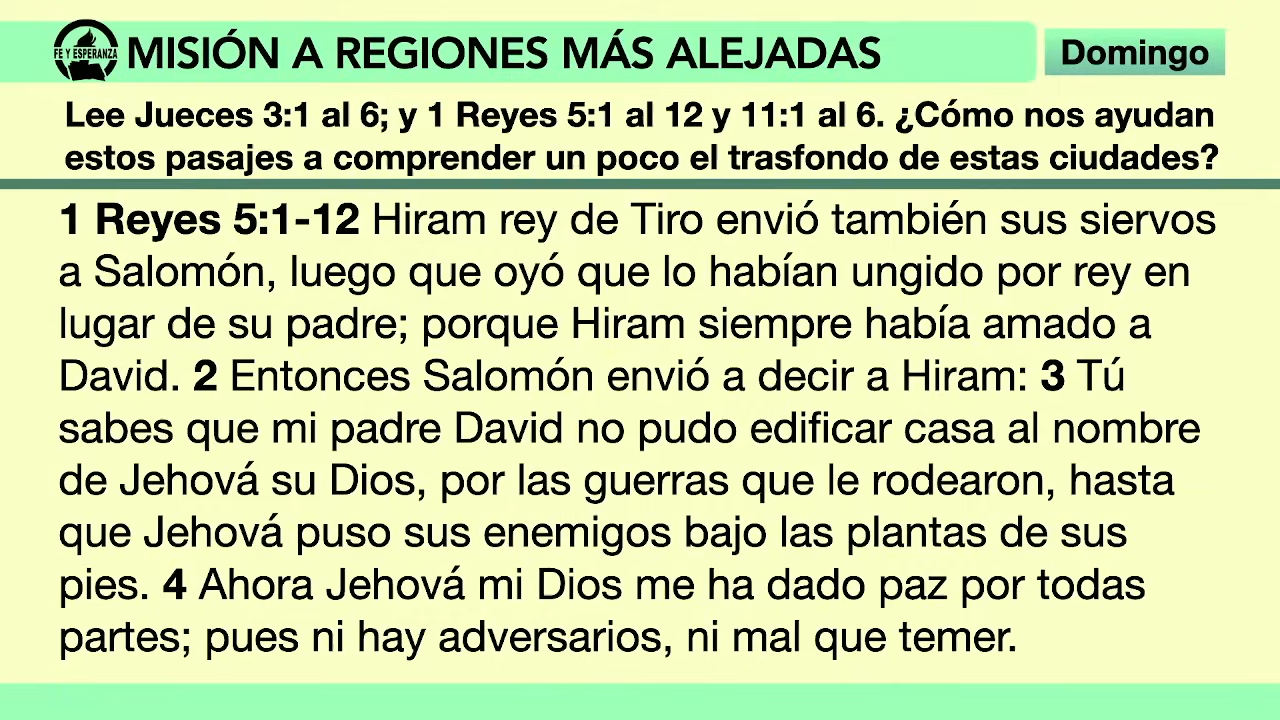 FE Y ESPERANZA
MISIÓN A REGIONES MÁS ALEJADAS
Domingo
Lee Jueces 3:1 al 6; y 1 Reyes 5:1 al 12 y 11:1 al 6. ¿Cómo nos ayudan
estos pasajes a comprender un poco el trasfondo de estas ciudades?
1 Reyes 5:1-12 Hiram rey de Tiro envió también sus siervos
a Salomón, luego que oyó que lo habían ungido por rey en
lugar de su padre; porque Hiram siempre había amado a
David. 2 Entonces Salomón envió a decir a Hiram: 3 Tú
sabes que mi padre David no pudo edificar casa al nombre
de Jehová su Dios, por las guerras que le rodearon, hasta
que Jehová puso sus enemigos bajo las plantas de sus
pies. 4 Ahora Jehová mi Dios me ha dado paz por todas
partes; pues ni hay adversarios, ni mal que temer.